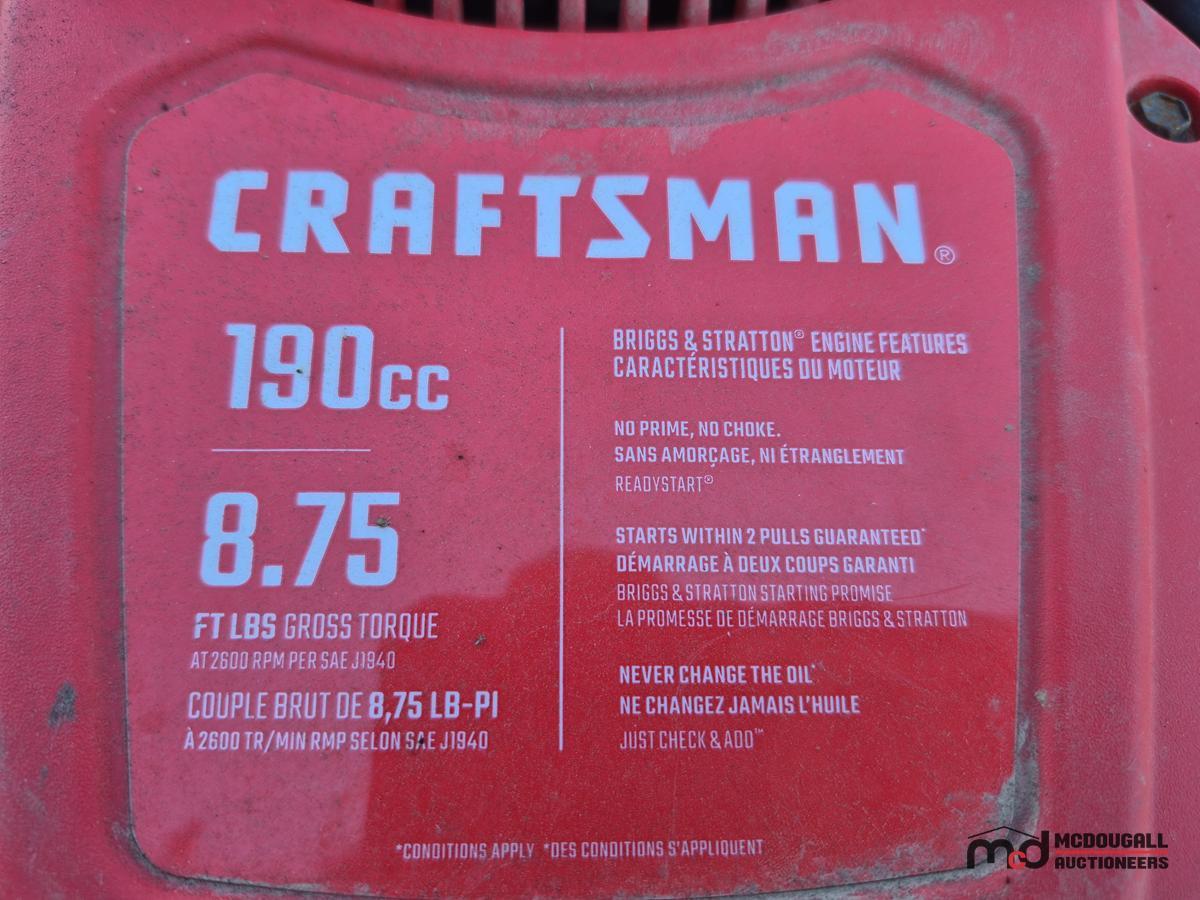 CRAFTSMAN®
190cc
8.75
FT LBS GROSS TORQUE
AT 2600 RPM PER SAE J1940
COUPLE BRUT DE 8,75 LB-PI
À 2600 TR/MIN RMP SELON SAE J1940
BRIGGS & STRATTON® ENGINE FEATURES
CARACTÉRISTIQUES DU MOTEUR
NO PRIME, NO CHOKE.
SANS AMORÇAGE, NI ÉTRANGLEMENT
READYSTART®
STARTS WITHIN 2 PULLS GUARANTEED*
DÉMARRAGE À DEUX COUPS GARANTI
BRIGGS & STRATTON STARTING PROMISE
LA PROMESSE DE DÉMARRAGE BRIGGS & STRATTON
NEVER CHANGE THE OIL*
NE CHANGEZ JAMAIS L'HUILE
JUST CHECK & ADD™
*CONDITIONS APPLY *DES CONDITIONS S'APPLIQUENT
mcd MCDOUGALL
AUCTIONEERS